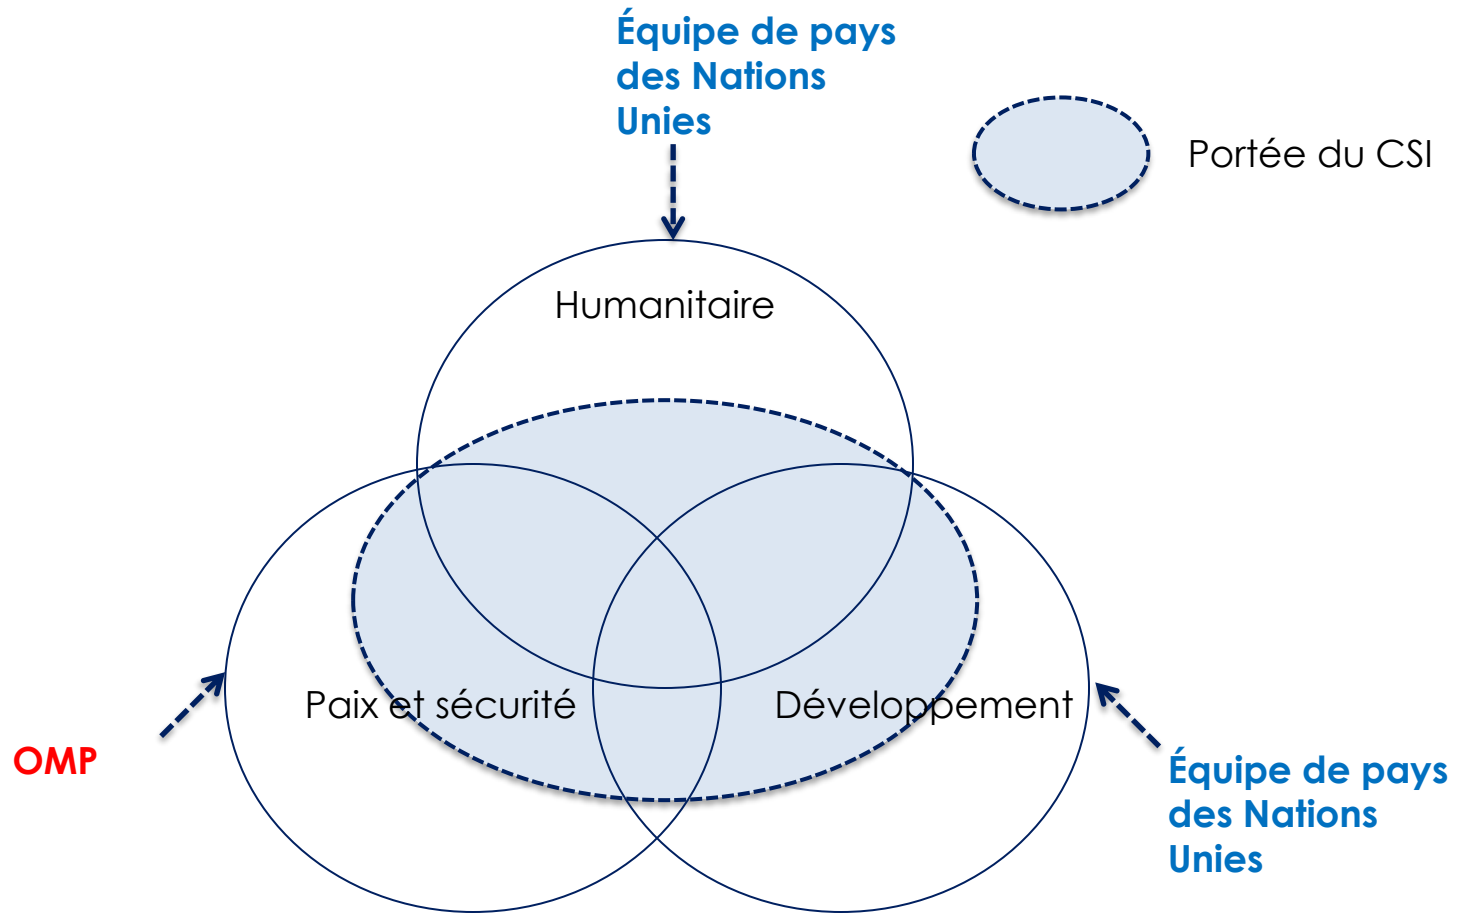 Équipe de pays
des Nations
Unies
Portée du CSI
Humanitaire
Paix et sécurité
Développement
OMP
Équipe de pays
des Nations
Unies